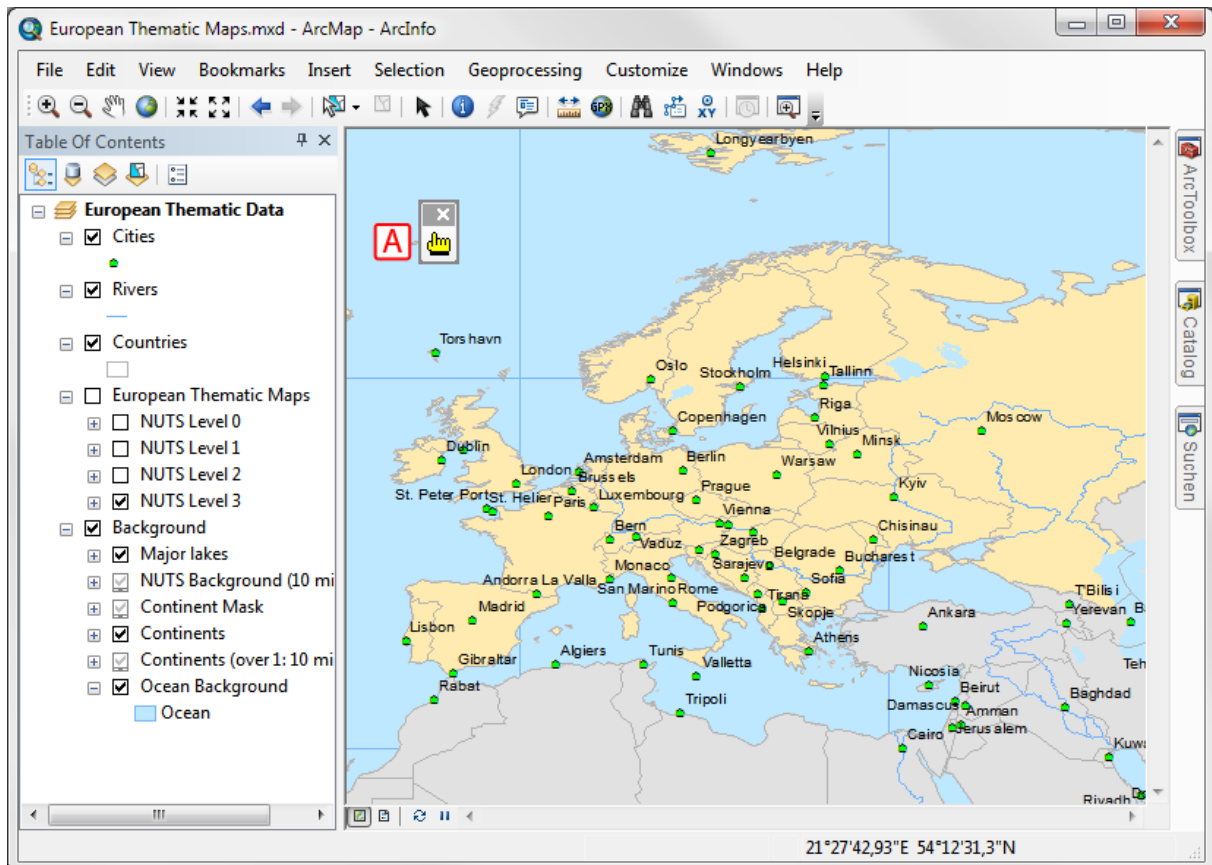 European Thematic Maps.mxd - ArcMap - ArcInfo
File Edit View Bookmarks Insert Selection Geoprocessing Customize Windows Help
GPX
XY
Table Of Contents
European Thematic Data
Cities
Rivers
Countries
European Thematic Maps
NUTS Level 0
NUTS Level 1
NUTS Level 2
NUTS Level 3
Background
Major lakes
NUTS Background (10 mi
Continent Mask
Continents
Continents (over 1: 10 mi
Ocean Background
Ocean
A
Longyearbyen
Torshavn
Oslo
Stockholm
Helsinki
Tallinn
Riga
Copenhagen
Moscow
Vilnius
Minsk
Dublin
London
Amsterdam
Brussels
Berlin
Warsaw
St. Peter Port
St. Helier
Paris
Luxembourg
Prague
Kyiv
Vienna
Bern
Vaduz
Zagreb
Chisinau
Monaco
Sarajevo
Belgrade
Bucharest
Andorra La Valla
San Marino
Rome
Sofia
Tirana
Podgorica
Skopje
Madrid
Lisbon
Athens
Ankara
T'Bilisi
Yerevan
Gibraltar
Algiers
Tunis
Valletta
Rabat
Tripoli
Nicosia
Beirut
Damascus
Amman
Jerusalem
Cairo
Baghdad
Teh
Kuw
Riyadh
ArcToolbox
Catalog
Suchen
21°27'42,93"E 54°12'31,3"N